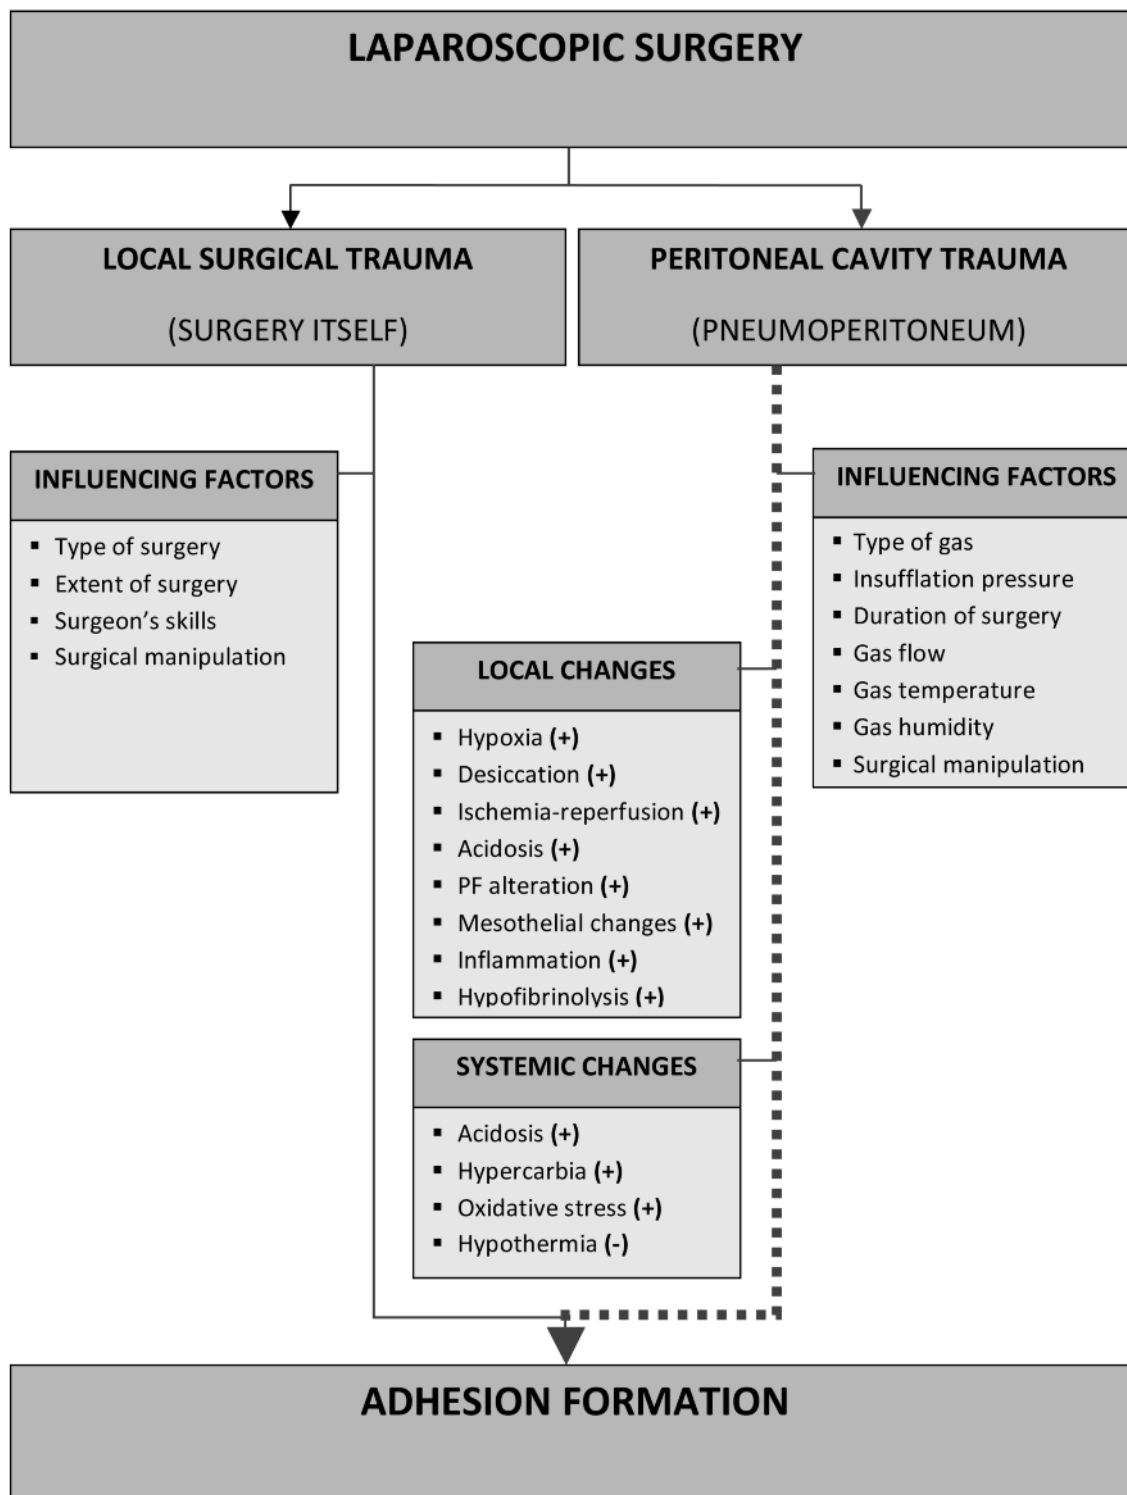 LAPAROSCOPIC SURGERY
LOCAL SURGICAL TRAUMA
(SURGERY ITSELF)
PERITONEAL CAVITY TRAUMA
(PNEUMOPERITONEUM)
INFLUENCING FACTORS
▪ Type of surgery
▪ Extent of surgery
▪ Surgeon’s skills
▪ Surgical manipulation
INFLUENCING FACTORS
▪ Type of gas
▪ Insufflation pressure
▪ Duration of surgery
▪ Gas flow
▪ Gas temperature
▪ Gas humidity
▪ Surgical manipulation
LOCAL CHANGES
▪ Hypoxia (+)
▪ Desiccation (+)
▪ Ischemia-reperfusion (+)
▪ Acidosis (+)
▪ PF alteration (+)
▪ Mesothelial changes (+)
▪ Inflammation (+)
▪ Hypofibrinolysis (+)
SYSTEMIC CHANGES
▪ Acidosis (+)
▪ Hypercarbia (+)
▪ Oxidative stress (+)
▪ Hypothermia (-)
ADHESION FORMATION